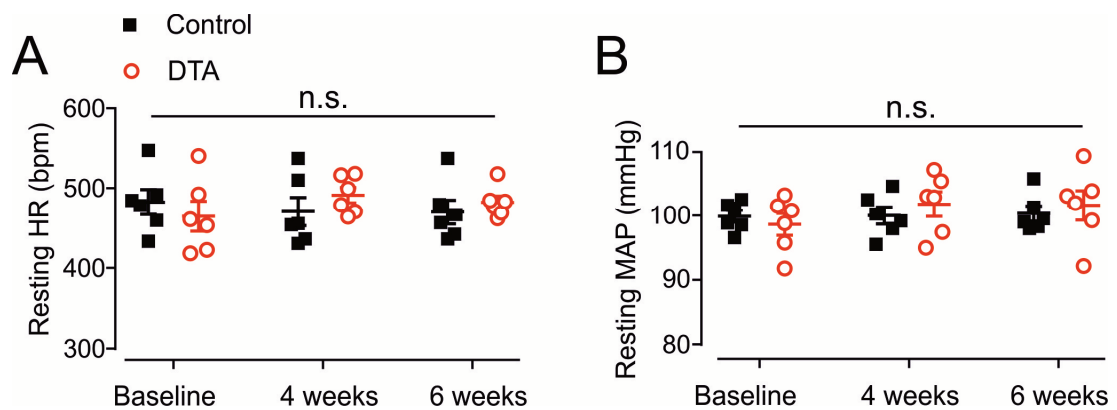 Control
DTA
A
n.s.
600
500
400
300
Resting HR (bpm)
Baseline 4 weeks 6 weeks
B
n.s.
110
100
90
80
Resting MAP (mmHg)
Baseline 4 weeks 6 weeks